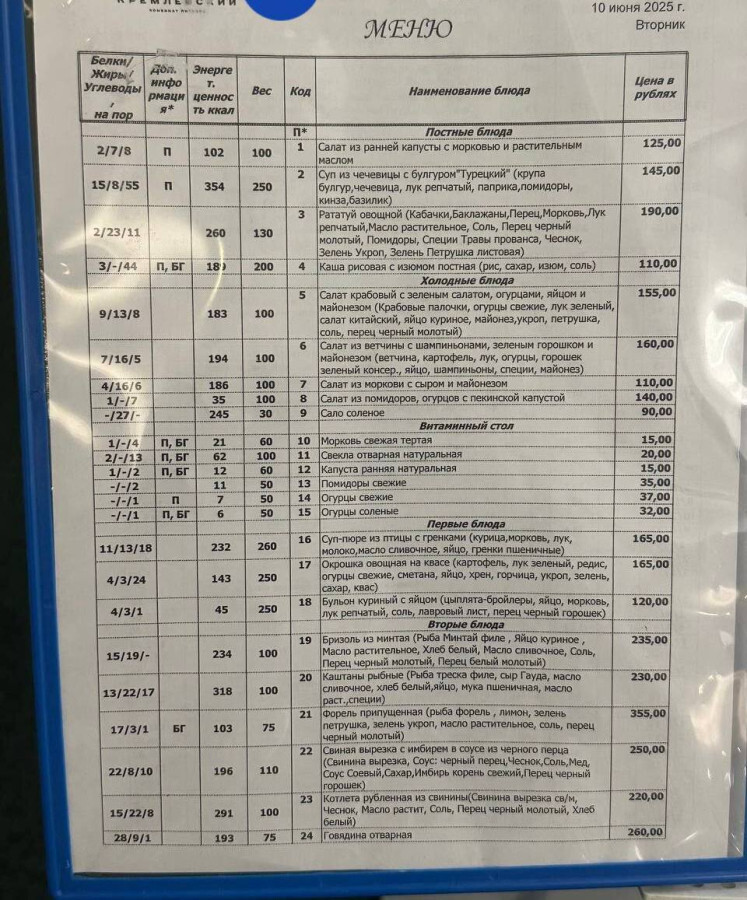 КРЕМЛЕВСКИЙ
КОМБИНАТ ПИТАНИЯ
10 июня 2025 г.
Вторник
МЕНЮ
Белки/ Жиры/ Углеводы , на пор | Доп. инфо рмаци я* | Энерге т. ценнос ть ккал | Вес | Код | Наименование блюда | Цена в рублях
П* Постные блюда
2/7/8 П 102 100 1 Салат из ранней капусты с морковью и растительным 125,00
маслом
15/8/55 П 354 250 2 Суп из чечевицы с булгуром"Турецкий" (крупа 145,00
булгур,чечевица, лук репчатый, паприка,помидоры,
кинза,базилик)
2/23/11 260 130 3 Рататуй овощной (Кабачки,Баклажаны,Перец,Морковь,Лук 190,00
репчатый,Масло растительное, Соль, Перец черный
молотый, Помидоры, Специи Травы прованса, Чеснок,
Зелень Укроп, Зелень Петрушка листовая)
3/-/44 П, БГ 189 200 4 Каша рисовая с изюмом постная (рис, сахар, изюм, соль) 110,00
Холодные блюда
9/13/8 183 100 5 Салат крабовый с зеленым салатом, огурцами, яйцом и 155,00
майонезом (Крабовые палочки, огурцы свежие, лук зеленый,
салат китайский, яйцо куриное, майонез,укроп, петрушка,
соль, перец черный молотый)
7/16/5 194 100 6 Салат из ветчины с шампиньонами, зеленым горошком и 160,00
майонезом (ветчина, картофель, лук, огурцы, горошек
зеленый консер., яйцо, шампиньоны, специи, майонез)
4/16/6 186 100 7 Салат из моркови с сыром и майонезом 110,00
1/-/7 35 100 8 Салат из помидоров, огурцов с пекинской капустой 140,00
-/27/- 245 30 9 Сало соленое 90,00
Витаминный стол
1/-/4 П, БГ 21 60 10 Морковь свежая тертая 15,00
2/-/13 П, БГ 62 100 11 Свекла отварная натуральная 20,00
1/-/2 П, БГ 12 60 12 Капуста ранняя натуральная 15,00
-/-/2 11 50 13 Помидоры свежие 35,00
-/-/1 П 7 50 14 Огурцы свежие 37,00
-/-/1 П, БГ 6 50 15 Огурцы соленые 32,00
Первые блюда
11/13/18 232 260 16 Суп-пюре из птицы с гренками (курица,морковь, лук, 165,00
молоко,масло сливочное, яйцо, гренки пшеничные)
4/3/24 143 250 17 Окрошка овощная на квасе (картофель, лук зеленый, редис, 165,00
огурцы свежие, сметана, яйцо, хрен, горчица, укроп, зелень,
сахар, квас)
4/3/1 45 250 18 Бульон куриный с яйцом (цыплята-бройлеры, яйцо, морковь, 120,00
лук репчатый, соль, лавровый лист, перец черный горошек)
Вторые блюда
15/19/- 234 100 19 Бризоль из минтая (Рыба Минтай филе , Яйцо куриное , 235,00
Масло растительное, Хлеб белый, Масло сливочное, Соль,
Перец черный молотый, Перец белый молотый)
13/22/17 318 100 20 Каштаны рыбные (Рыба треска филе, сыр Гауда, масло 230,00
сливочное, хлеб белый,яйцо, мука пшеничная, масло
раст.,специи)
17/3/1 БГ 103 75 21 Форель припущенная (рыба форель , лимон, зелень 355,00
петрушка, зелень укроп, масло растительное, соль, перец
черный молотый)
22/8/10 196 110 22 Свиная вырезка с имбирем в соусе из черного перца 250,00
(Свинина вырезка, Соус: черный перец,Чеснок,Соль,Мед,
Соус Соевый,Сахар,Имбирь корень свежий,Перец черный
горошек)
15/22/8 291 100 23 Котлета рубленная из свинины(Свинина вырезка св/м, 220,00
Чеснок, Масло растит, Соль, Перец черный молотый, Хлеб
белый)
28/9/1 193 75 24 Говядина отварная 260,00